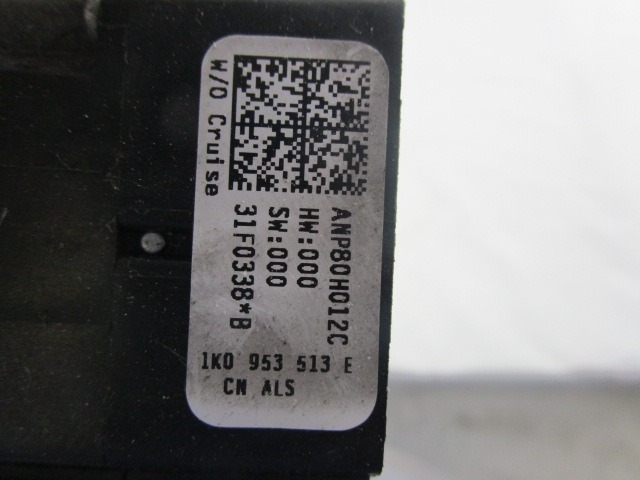 W/O Cruise
ANP80H012C
HW:000
SW:000
31F0338*B
1K0 953 513 E
CN ALS